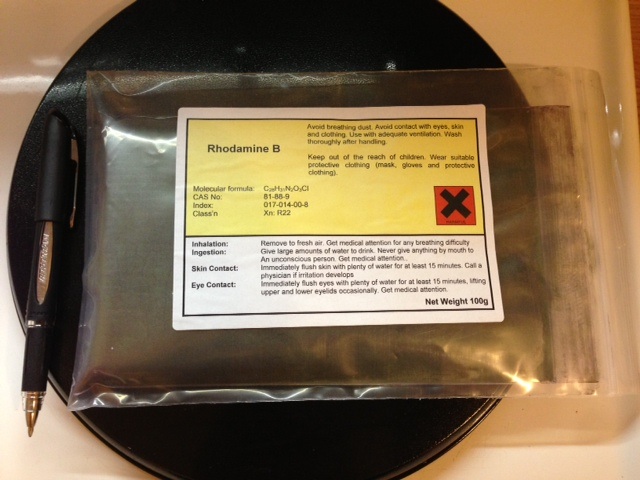 Rhodamine B
Avoid breathing dust. Avoid contact with eyes, skin
and clothing. Use with adequate ventilation. Wash
thoroughly after handling.
Keep out of the reach of children. Wear suitable
protective clothing (mask, gloves and protective
clothing).
Molecular formula: C₂₈H₃₁N₂O₃Cl
CAS No: 81-88-9
Index: 017-014-00-8
Class'n Xn: R22
Inhalation: Remove to fresh air. Get medical attention for any breathing difficulty
Ingestion: Give large amounts of water to drink. Never give anything by mouth to
An unconscious person. Get medical attention..
Skin Contact: Immediately flush skin with plenty of water for at least 15 minutes. Call a
physician if irritation develops
Eye Contact: Immediately flush eyes with plenty of water for at least 15 minutes, lifting
upper and lower eyelids occasionally. Get medical attention.
Net Weight 100g